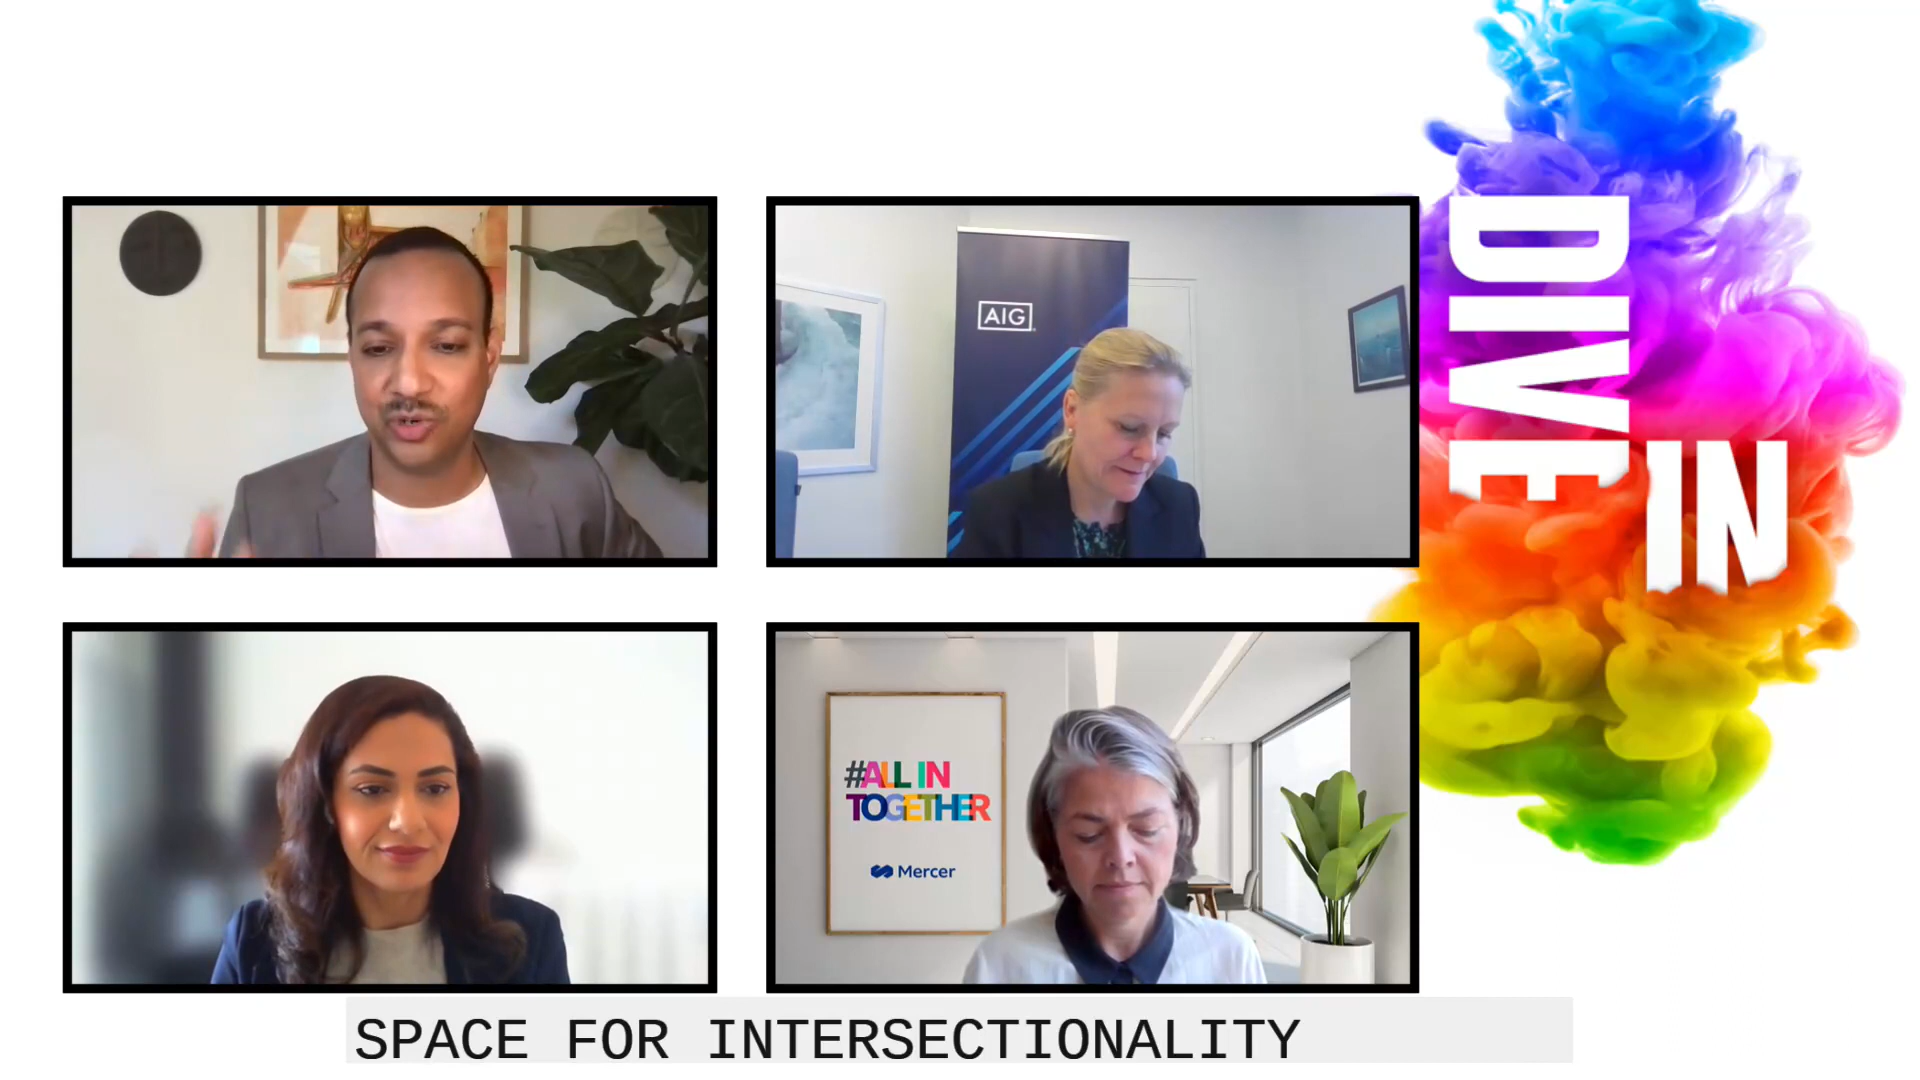 AIG
DIVE
IN
#ALL IN
TOGETHER
Mercer
SPACE FOR INTERSECTIONALITY